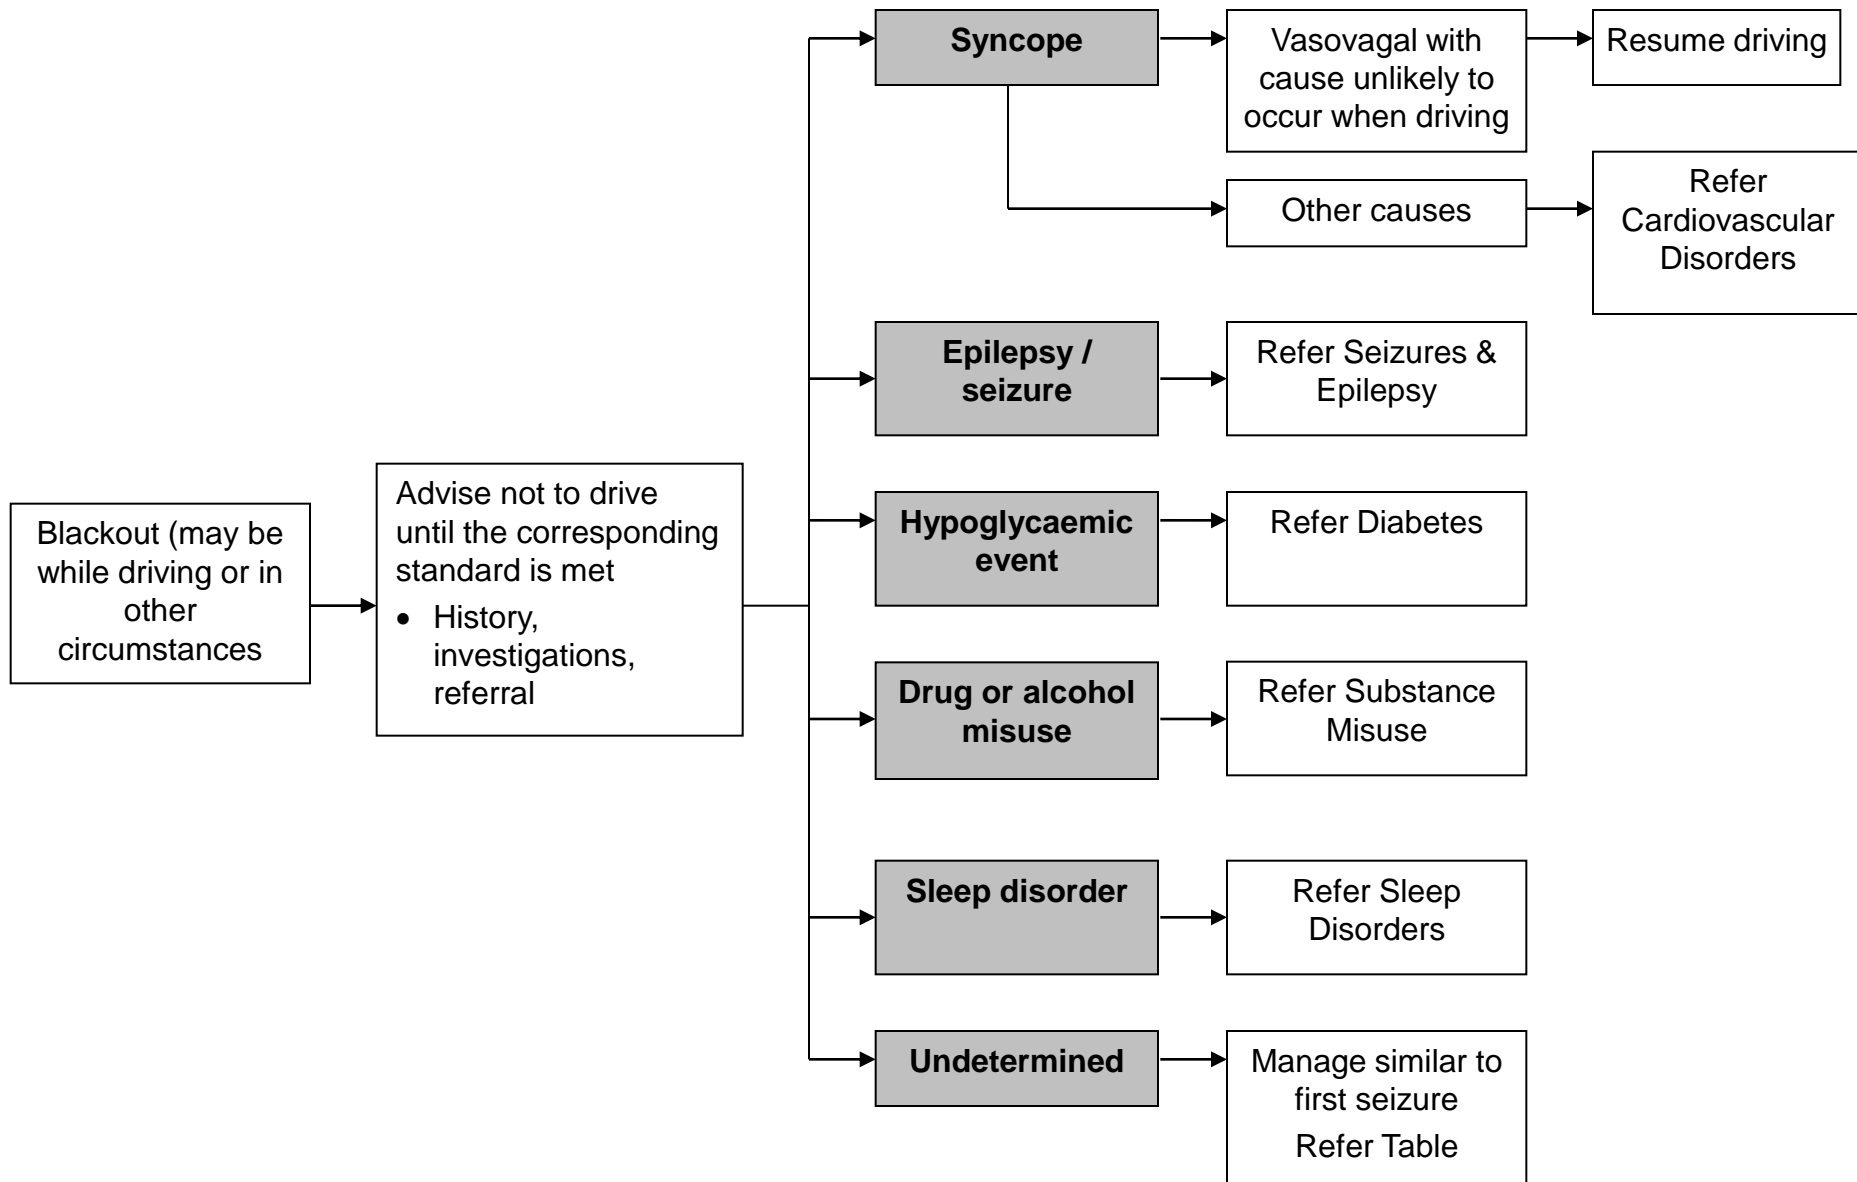 Blackout (may be
while driving or in
other
circumstances
Advise not to drive
until the corresponding
standard is met
• History,
investigations,
referral
Syncope
Vasovagal with
cause unlikely to
occur when driving
Resume driving
Other causes
Refer
Cardiovascular
Disorders
Epilepsy /
seizure
Refer Seizures &
Epilepsy
Hypoglycaemic
event
Refer Diabetes
Drug or alcohol
misuse
Refer Substance
Misuse
Sleep disorder
Refer Sleep
Disorders
Undetermined
Manage similar to
first seizure
Refer Table